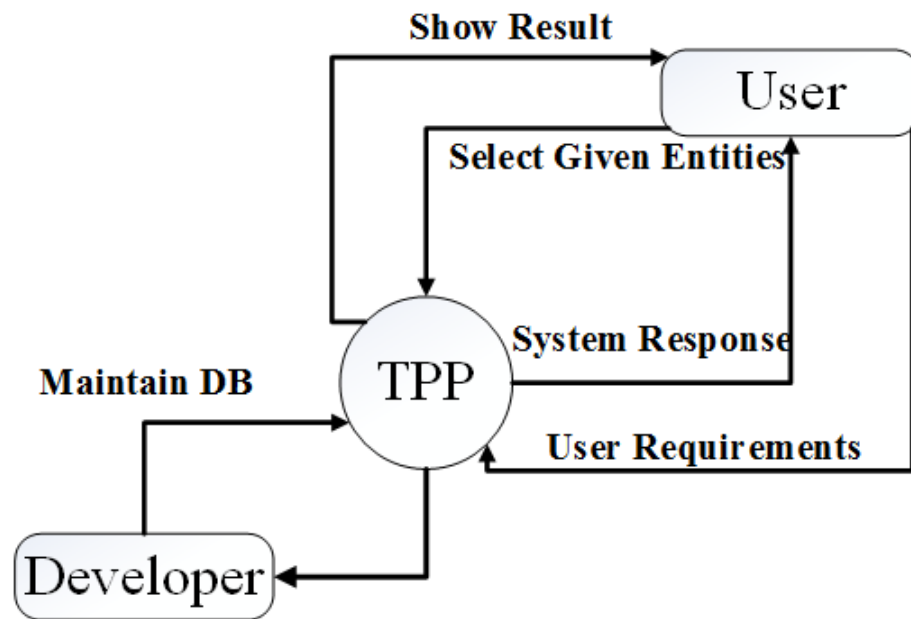 Show Result
User
Select Given Entities
System Response
TPP
Maintain DB
User Requirements
Developer